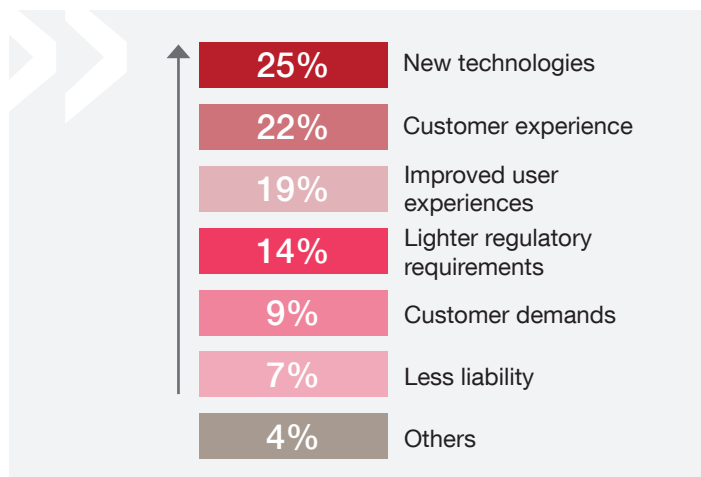 25% New technologies
22% Customer experience
19% Improved user
experiences
14% Lighter regulatory
requirements
9% Customer demands
7% Less liability
4% Others